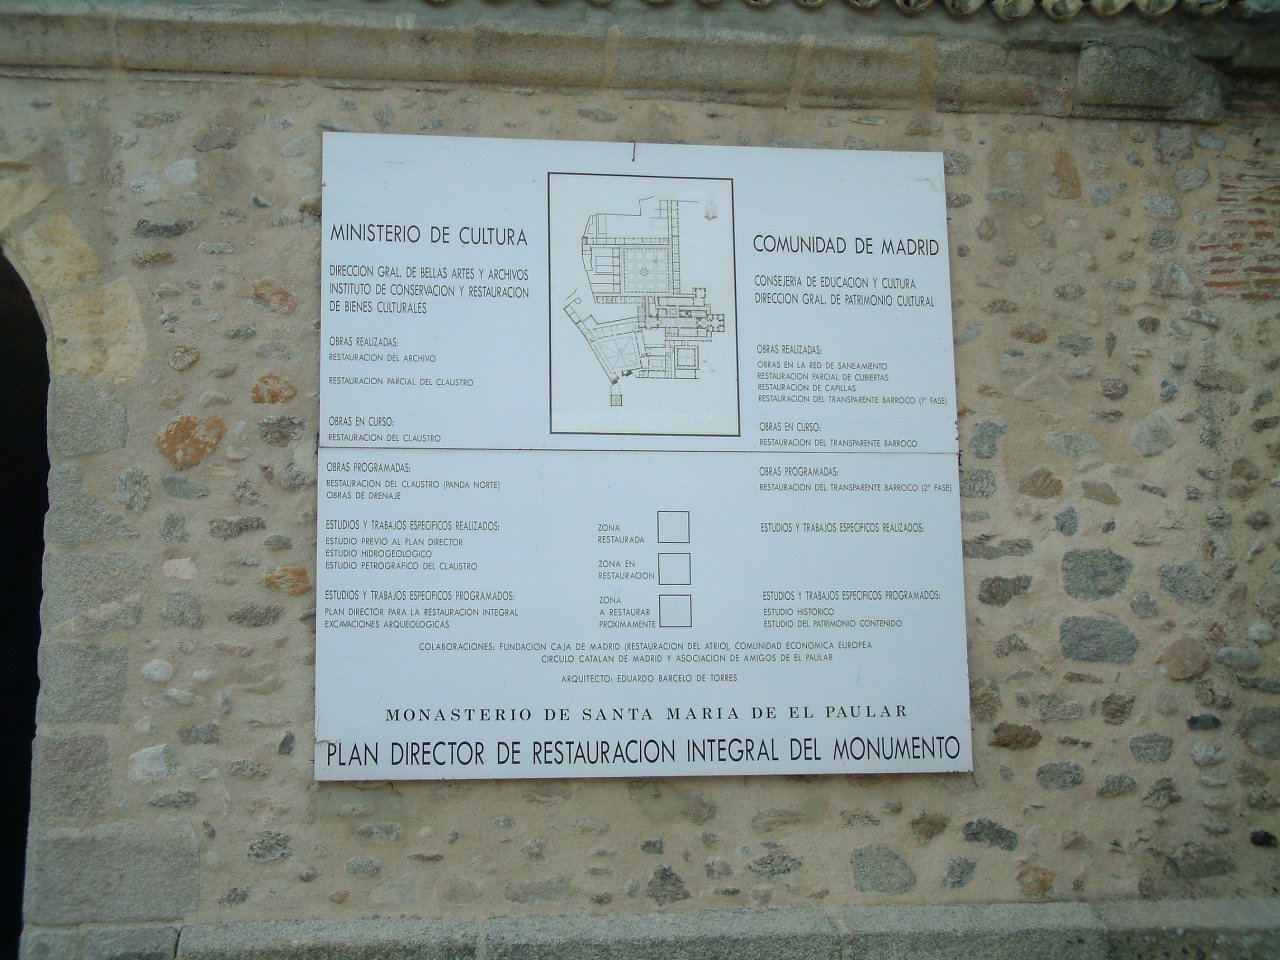 MINISTERIO DE CULTURA
DIRECCION GRAL. DE BELLAS ARTES Y ARCHIVOS
INSTITUTO DE CONSERVACION Y RESTAURACION
DE BIENES CULTURALES
OBRAS REALIZADAS:
RESTAURACION DEL ARCHIVO
RESTAURACION PARCIAL DEL CLAUSTRO
OBRAS EN CURSO:
RESTAURACION DEL CLAUSTRO
OBRAS PROGRAMADAS:
RESTAURACION DEL CLAUSTRO (PANDA NORTE)
OBRAS DE DRENAJE
ESTUDIOS Y TRABAJOS ESPECIFICOS REALIZADOS:
ESTUDIO PREVIO AL PLAN DIRECTOR
ESTUDIO HIDROGEOLOGICO
ESTUDIO PETROGRAFICO DEL CLAUSTRO
ESTUDIOS Y TRABAJOS ESPECIFICOS PROGRAMADOS:
PLAN DIRECTOR PARA LA RESTAURACION INTEGRAL
EXCAVACIONES ARQUEOLOGICAS
ZONA
RESTAURADA
ZONA EN
RESTAURACION
ZONA
A RESTAURAR
PROXIMAMENTE
COMUNIDAD DE MADRID
CONSEJERIA DE EDUCACION Y CULTURA
DIRECCION GRAL. DE PATRIMONIO CULTURAL
OBRAS REALIZADAS:
OBRAS EN LA RED DE SANEAMIENTO
RESTAURACION PARCIAL DE CUBIERTAS
RESTAURACION DE CAPILLAS
RESTAURACION DEL TRANSPARENTE BARROCO (1ª FASE)
OBRAS EN CURSO:
RESTAURACION DEL TRANSPARENTE BARROCO
OBRAS PROGRAMADAS:
RESTAURACION DEL TRANSPARENTE BARROCO (2ª FASE)
ESTUDIOS Y TRABAJOS ESPECIFICOS REALIZADOS:
ESTUDIOS Y TRABAJOS ESPECIFICOS PROGRAMADOS:
ESTUDIO HISTORICO
ESTUDIO DEL PATRIMONIO CONTENIDO
COLABORACIONES: FUNDACION CAJA DE MADRID (RESTAURACION DEL ATRIO), COMUNIDAD ECONOMICA EUROPEA
CIRCULO CATALAN DE MADRID Y ASOCIACION DE AMIGOS DE EL PAULAR
ARQUITECTO: EDUARDO BARCELO DE TORRES
MONASTERIO DE SANTA MARIA DE EL PAULAR
PLAN DIRECTOR DE RESTAURACION INTEGRAL DEL MONUMENTO